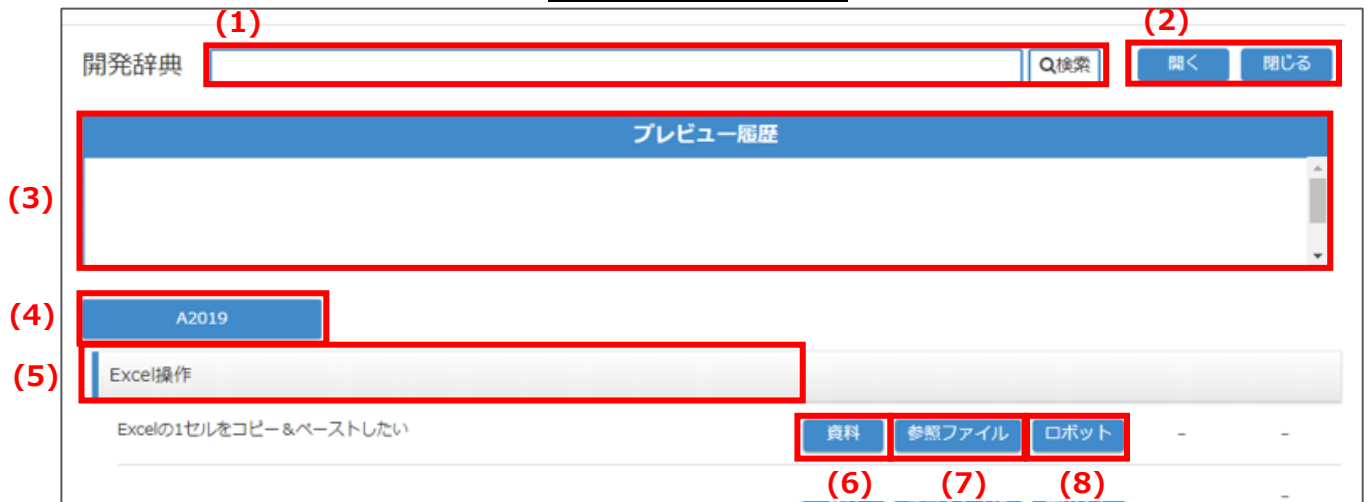 (1)
(2)
開発辞典
Q検索
開く
閉じる
プレビュー履歴
(3)
(4)
A2019
(5)
Excel操作
Excelの1セルをコピー&ペーストしたい
資料
参照ファイル
ロボット
-
-
(6)
(7)
(8)
-